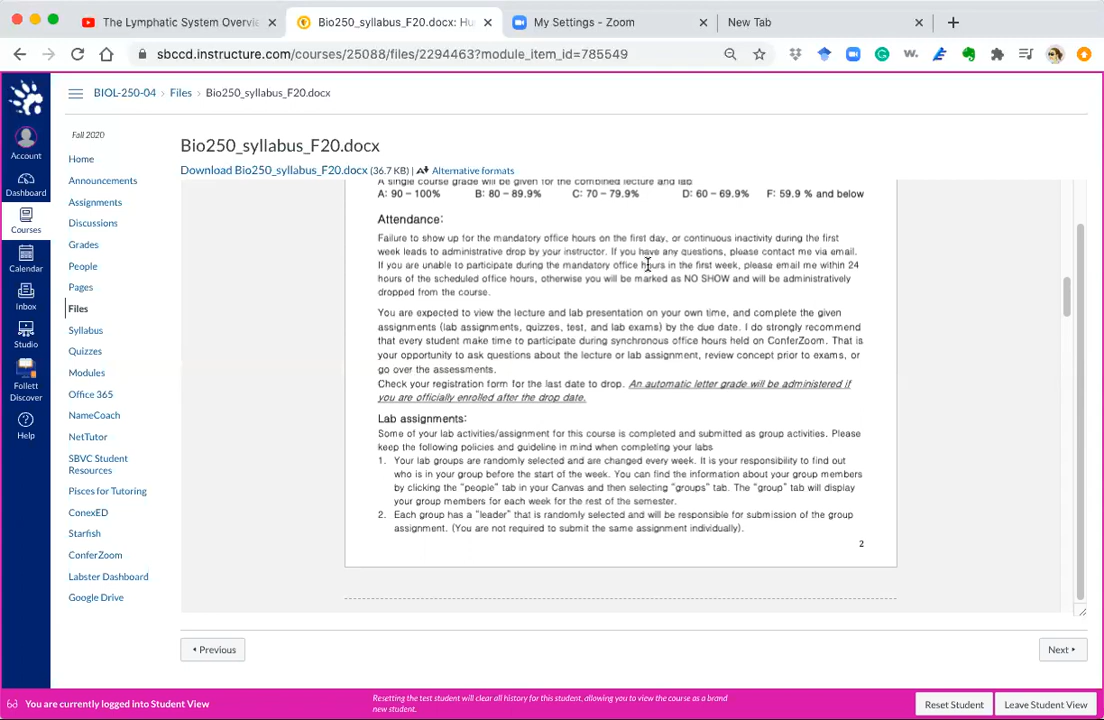 The Lymphatic System Overvie
Bio250_syllabus_F20.docx: Hu
My Settings - Zoom
New Tab
sbccd.instructure.com/courses/25088/files/2294463?module_item_id=785549
BIOL-250-04 › Files › Bio250_syllabus_F20.docx
Account
Dashboard
Courses
Calendar
Inbox
Studio
Follett
Discover
Help
Fall 2020
Home
Announcements
Assignments
Discussions
Grades
People
Pages
Files
Syllabus
Quizzes
Modules
Office 365
NameCoach
NetTutor
SBVC Student
Resources
Pisces for Tutoring
ConexED
Starfish
ConferZoom
Labster Dashboard
Google Drive
Bio250_syllabus_F20.docx
Download Bio250_syllabus_F20.docx (36.7 KB) | Alternative formats
A single course grade will be given for the combined lecture and lab
A: 90 – 100% B: 80 – 89.9% C: 70 – 79.9% D: 60 – 69.9% F: 59.9 % and below
Attendance:
Failure to show up for the mandatory office hours on the first day, or continuous inactivity during the first
week leads to administrative drop by your instructor. If you have any questions, please contact me via email.
If you are unable to participate during the mandatory office hours in the first week, please email me within 24
hours of the scheduled office hours, otherwise you will be marked as NO SHOW and will be administratively
dropped from the course.
You are expected to view the lecture and lab presentation on your own time, and complete the given
assignments (lab assignments, quizzes, test, and lab exams) by the due date. I do strongly recommend
that every student make time to participate during synchronous office hours held on ConferZoom. That is
your opportunity to ask questions about the lecture or lab assignment, review concept prior to exams, or
go over the assessments.
Check your registration form for the last date to drop. An automatic letter grade will be administered if
you are officially enrolled after the drop date.
Lab assignments:
Some of your lab activities/assignment for this course is completed and submitted as group activities. Please
keep the following policies and guideline in mind when completing your labs
1. Your lab groups are randomly selected and are changed every week. It is your responsibility to find out
who is in your group before the start of the week. You can find the information about your group members
by clicking the "people" tab in your Canvas and then selecting "groups" tab. The "group" tab will display
your group members for each week for the rest of the semester.
2. Each group has a "leader" that is randomly selected and will be responsible for submission of the group
assignment. (You are not required to submit the same assignment individually).
2
Previous
Next
You are currently logged into Student View
Resetting the test student will clear all history for this student, allowing you to view the course as a brand
new student.
Reset Student
Leave Student View